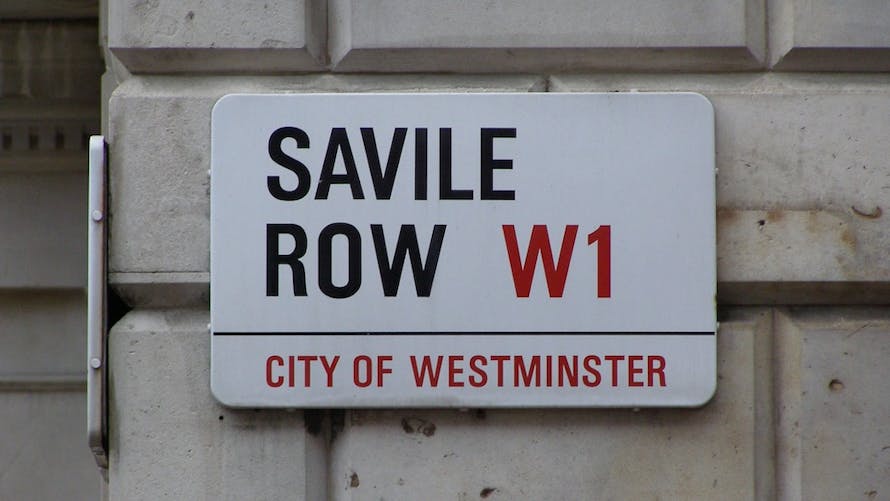 SAVILE
ROW W1
CITY OF WESTMINSTER